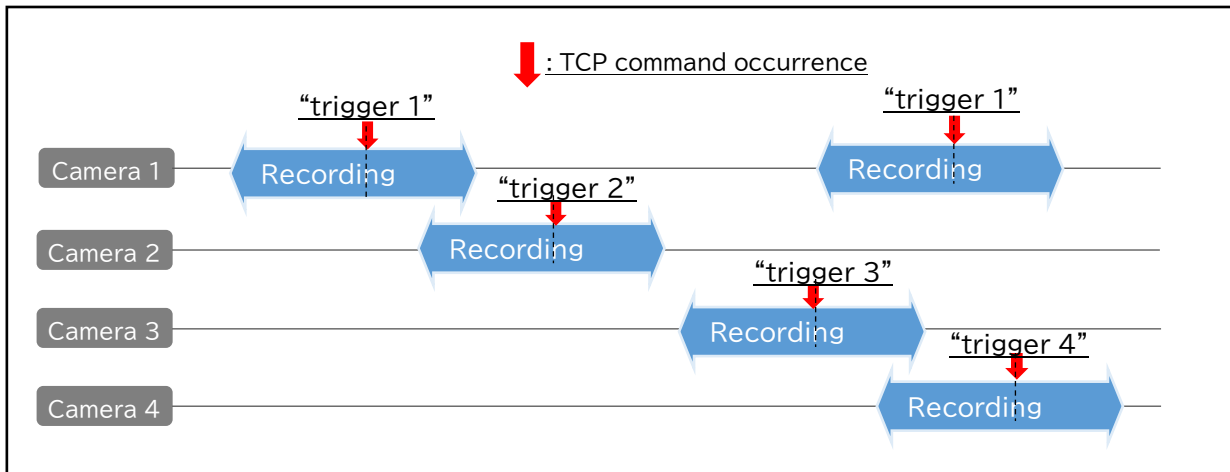 : TCP command occurrence
“trigger 1”
“trigger 1”
Camera 1
Recording
Recording
“trigger 2”
Camera 2
Recording
“trigger 3”
Camera 3
Recording
“trigger 4”
Camera 4
Recording